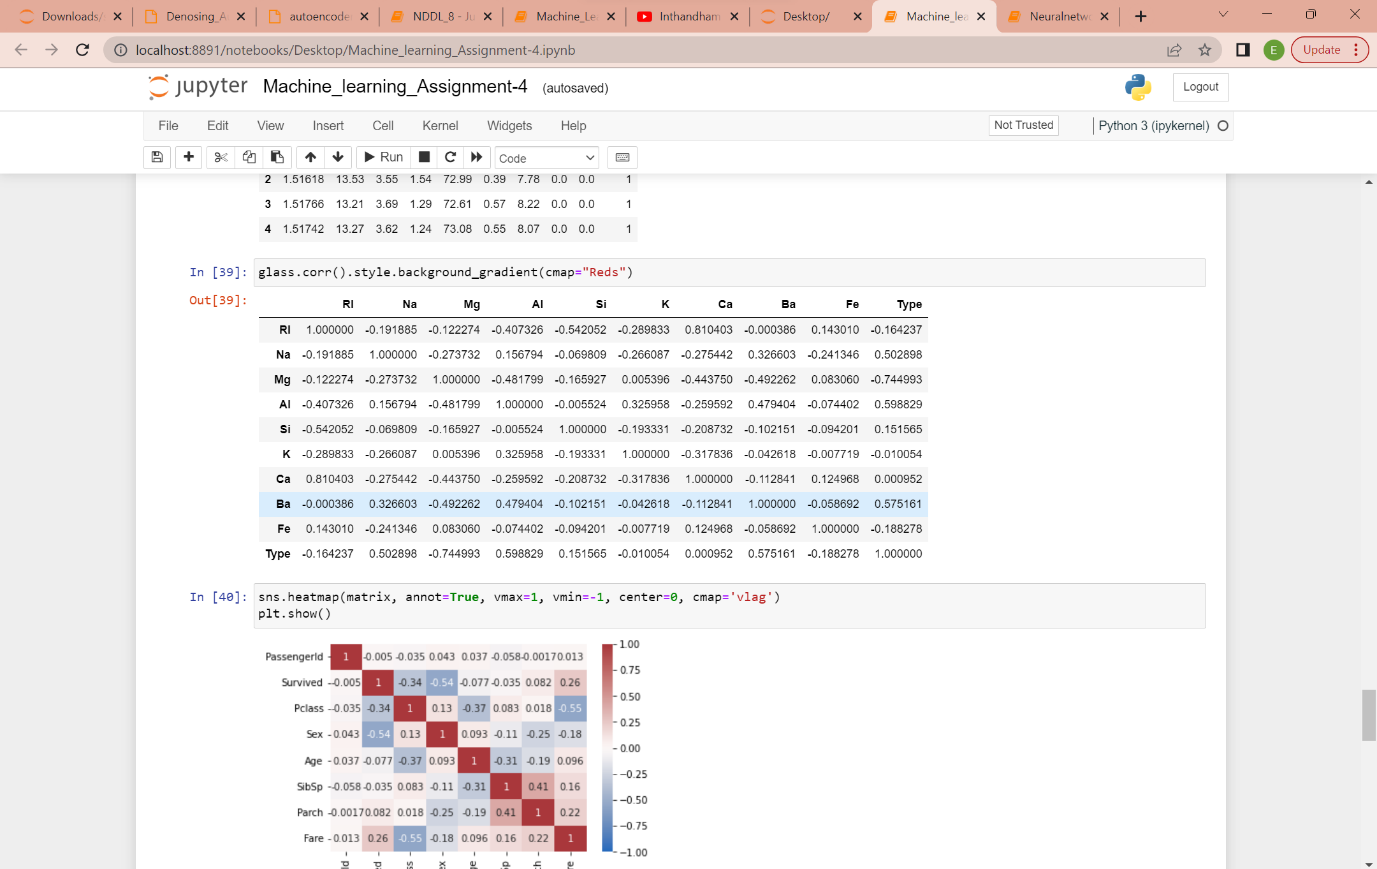 Downloads/
Denosing_A
autoencode
NDDL_8 - Ju
Machine_Le
Inthandham
Desktop/
Machine_lea
Neuralnetwo
localhost:8891/notebooks/Desktop/Machine_learning_Assignment-4.ipynb
E
Update
jupyter Machine_learning_Assignment-4 (autosaved)
Logout
File Edit View Insert Cell Kernel Widgets Help
Not Trusted
Python 3 (ipykernel)
Run
Code
2 1.51618 13.53 3.55 1.54 72.99 0.39 7.78 0.0 0.0 1
3 1.51766 13.21 3.69 1.29 72.61 0.57 8.22 0.0 0.0 1
4 1.51742 13.27 3.62 1.24 73.08 0.55 8.07 0.0 0.0 1
In [39]: glass.corr().style.background_gradient(cmap="Reds")
Out[39]:
RI Na Mg Al Si K Ca Ba Fe Type
RI 1.000000 -0.191885 -0.122274 -0.407326 -0.542052 -0.289833 0.810403 -0.000386 0.143010 -0.164237
Na -0.191885 1.000000 -0.273732 0.156794 -0.069809 -0.266087 -0.275442 0.326603 -0.241346 0.502898
Mg -0.122274 -0.273732 1.000000 -0.481799 -0.165927 0.005396 -0.443750 -0.492262 0.083060 -0.744993
Al -0.407326 0.156794 -0.481799 1.000000 -0.005524 0.325958 -0.259592 0.479404 -0.074402 0.598829
Si -0.542052 -0.069809 -0.165927 -0.005524 1.000000 -0.193331 -0.208732 -0.102151 -0.094201 0.151565
K -0.289833 -0.266087 0.005396 0.325958 -0.193331 1.000000 -0.317836 -0.042618 -0.007719 -0.010054
Ca 0.810403 -0.275442 -0.443750 -0.259592 -0.208732 -0.317836 1.000000 -0.112841 0.124968 0.000952
Ba -0.000386 0.326603 -0.492262 0.479404 -0.102151 -0.042618 -0.112841 1.000000 -0.058692 0.575161
Fe 0.143010 -0.241346 0.083060 -0.074402 -0.094201 -0.007719 0.124968 -0.058692 1.000000 -0.188278
Type -0.164237 0.502898 -0.744993 0.598829 0.151565 -0.010054 0.000952 0.575161 -0.188278 1.000000
In [40]: sns.heatmap(matrix, annot=True, vmax=1, vmin=-1, center=0, cmap='vlag')
plt.show()
PassengerId 1 -0.005 -0.035 0.043 0.037 -0.058 -0.0017 0.013
Survived -0.005 1 -0.34 -0.54 -0.077 -0.035 0.082 0.26
Pclass -0.035 -0.34 1 0.13 -0.37 0.083 0.018 -0.55
Sex 0.043 -0.54 0.13 1 0.093 -0.11 -0.25 -0.18
Age 0.037 -0.077 -0.37 0.093 1 -0.31 -0.19 0.096
SibSp -0.058 -0.035 0.083 -0.11 -0.31 1 0.41 0.16
Parch -0.0017 0.082 0.018 -0.25 -0.19 0.41 1 0.22
Fare 0.013 0.26 -0.55 -0.18 0.096 0.16 0.22 1
1.00
0.75
0.50
0.25
0.00
-0.25
-0.50
-0.75
-1.00